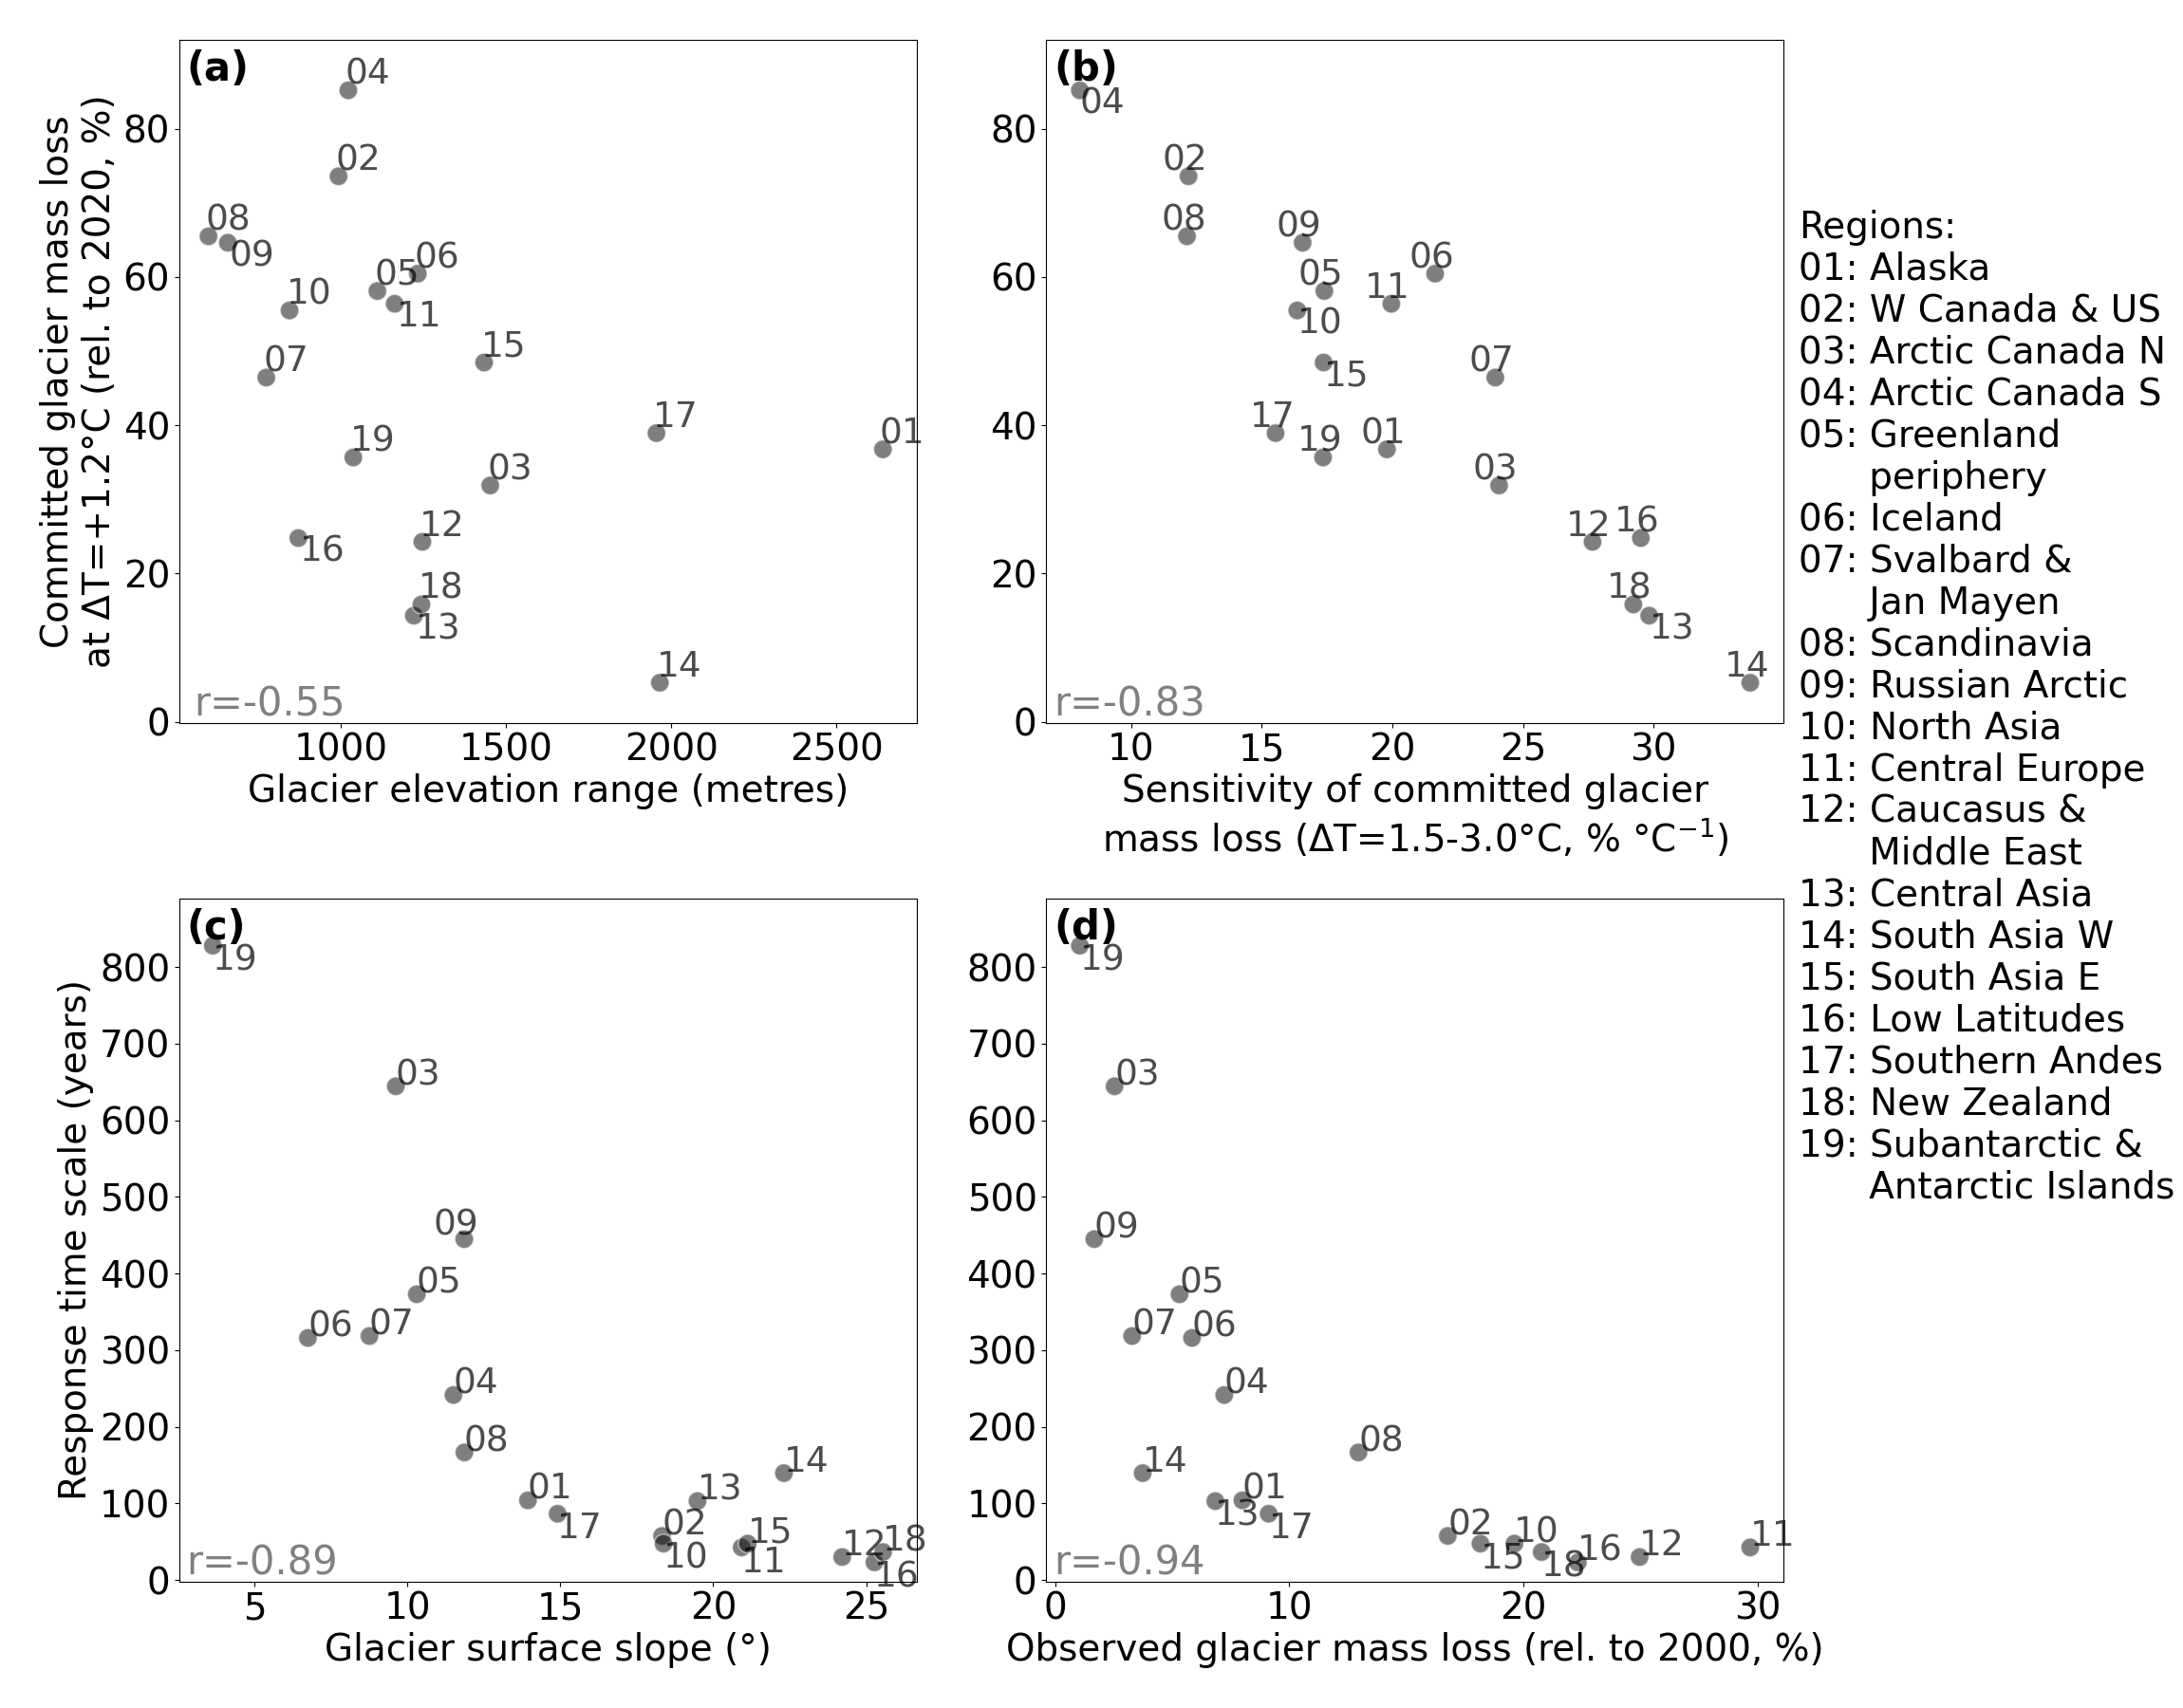 (a)
Committed glacier mass loss
at ΔT=+1.2°C (rel. to 2020, %)
80
60
40
20
0
04
02
08
09
06
05
10
11
15
07
17
01
19
03
12
16
18
13
14
r=-0.55
1000 1500 2000 2500
Glacier elevation range (metres)
(b)
80
60
40
20
0
04
02
08
09
06
05
11
10
07
15
17
19
01
03
12
16
18
13
14
r=-0.83
10 15 20 25 30
Sensitivity of committed glacier
mass loss (ΔT=1.5-3.0°C, % °C⁻¹)
Regions:
01: Alaska
02: W Canada & US
03: Arctic Canada N
04: Arctic Canada S
05: Greenland
periphery
06: Iceland
07: Svalbard &
Jan Mayen
08: Scandinavia
09: Russian Arctic
10: North Asia
11: Central Europe
12: Caucasus &
Middle East
13: Central Asia
14: South Asia W
15: South Asia E
16: Low Latitudes
17: Southern Andes
18: New Zealand
19: Subantarctic &
Antarctic Islands
(c)
Response time scale (years)
800
700
600
500
400
300
200
100
0
19
03
09
05
06
07
04
08
14
01
13
17
02
15
10
11
12
18
16
r=-0.89
5 10 15 20 25
Glacier surface slope (°)
(d)
800
700
600
500
400
300
200
100
0
19
03
09
05
07
06
04
08
14
01
13
17
02
10
11
15
18
16
12
r=-0.94
0 10 20 30
Observed glacier mass loss (rel. to 2000, %)